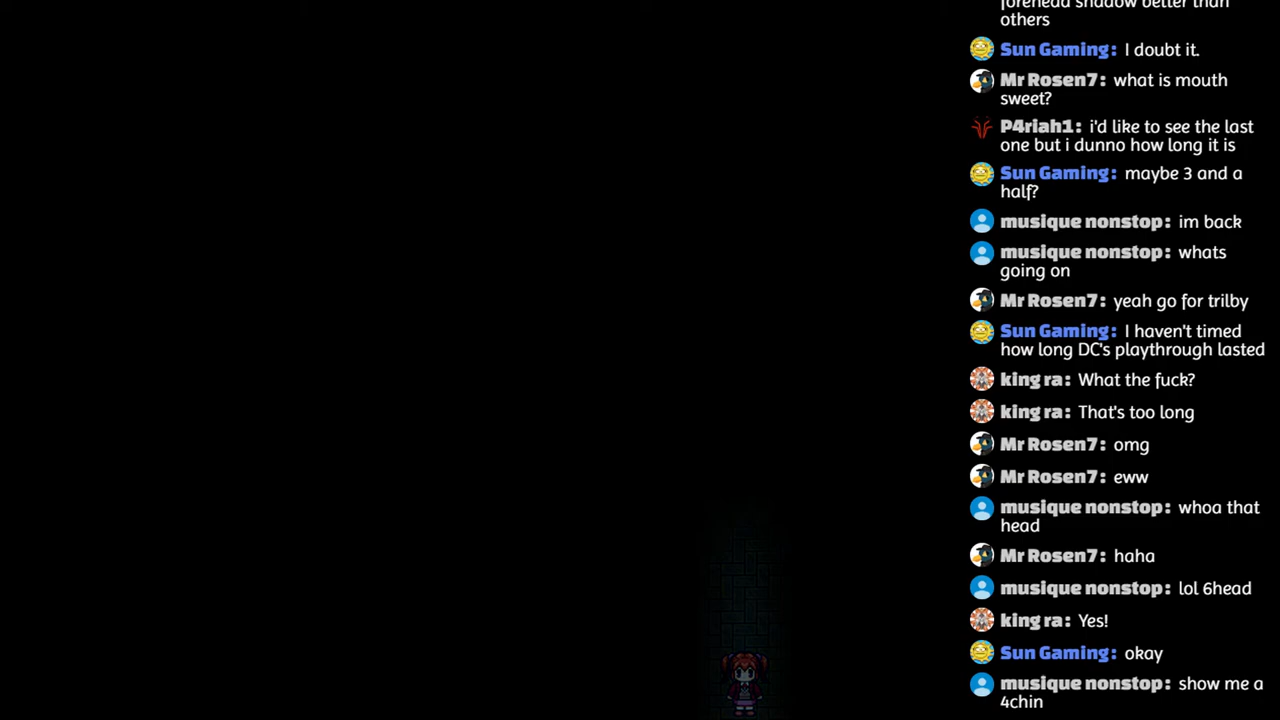 forehead shadow better than
others
Sun Gaming: I doubt it.
Mr Rosen7: what is mouth
sweet?
P4riah1: i'd like to see the last
one but i dunno how long it is
Sun Gaming: maybe 3 and a
half?
musique nonstop: im back
musique nonstop: whats
going on
Mr Rosen7: yeah go for trilby
Sun Gaming: I haven't timed
how long DC's playthrough lasted
king ra: What the fuck?
king ra: That's too long
Mr Rosen7: omg
Mr Rosen7: eww
musique nonstop: whoa that
head
Mr Rosen7: haha
musique nonstop: lol 6head
king ra: Yes!
Sun Gaming: okay
musique nonstop: show me a
4chin